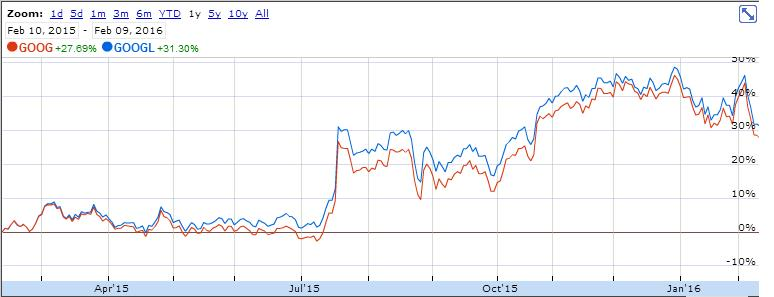 Zoom: 1d 5d 1m 3m 6m YTD 1y 5y 10y All
Feb 10, 2015 - Feb 09, 2016
GOOG +27.69% GOOGL +31.30%
50%
40%
30%
20%
10%
0%
-10%
Apr'15 Jul'15 Oct'15 Jan'16